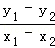 y₁ − y₂
x₁ − x₂